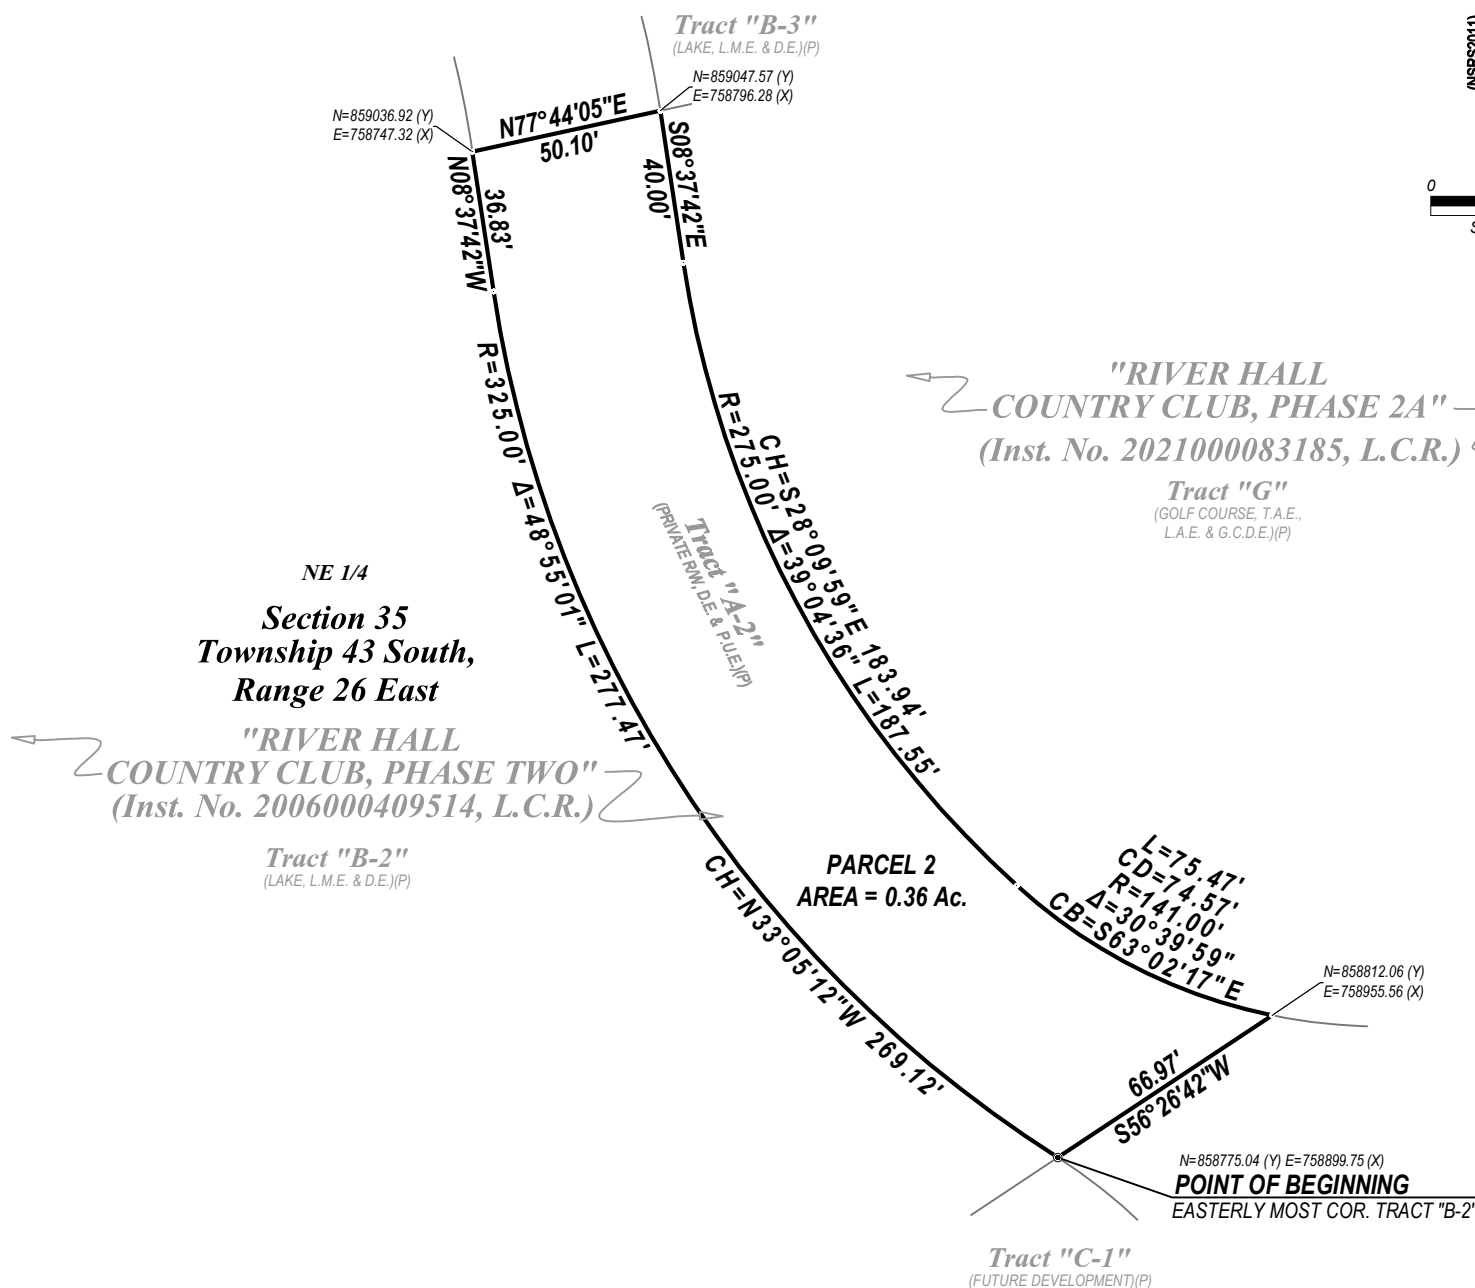 Tract "B-3"
(LAKE, L.M.E. & D.E.)(P)
(NSRS2011)
N=859047.57 (Y)
E=758796.28 (X)
N=859036.92 (Y)
E=758747.32 (X)
N77°44'05"E
50.10'
S08°37'42"E
40.00'
N08°37'42"W
36.83'
0
R=325.00' Δ=48°55'01" L=277.47'
CH=N33°05'12"W 269.12'
CH=S28°09'59"E 183.94'
R=275.00' Δ=39°04'36" L=187.55'
"RIVER HALL
COUNTRY CLUB, PHASE 2A"
(Inst. No. 2021000083185, L.C.R.)
Tract "G"
(GOLF COURSE, T.A.E.,
L.A.E. & G.C.D.E.)(P)
Tract "A-2"
(PRIVATE R/W, D.E. & P.U.E.)(P)
NE 1/4
Section 35
Township 43 South,
Range 26 East
"RIVER HALL
COUNTRY CLUB, PHASE TWO"
(Inst. No. 2006000409514, L.C.R.)
Tract "B-2"
(LAKE, L.M.E. & D.E.)(P)
PARCEL 2
AREA = 0.36 Ac.
L=75.47'
CD=74.57'
R=141.00'
Δ=30°39'59"
CB=S63°02'17"E
N=858812.06 (Y)
E=758955.56 (X)
66.97'
S56°26'42"W
N=858775.04 (Y) E=758899.75 (X)
POINT OF BEGINNING
EASTERLY MOST COR. TRACT "B-2"
Tract "C-1"
(FUTURE DEVELOPMENT)(P)